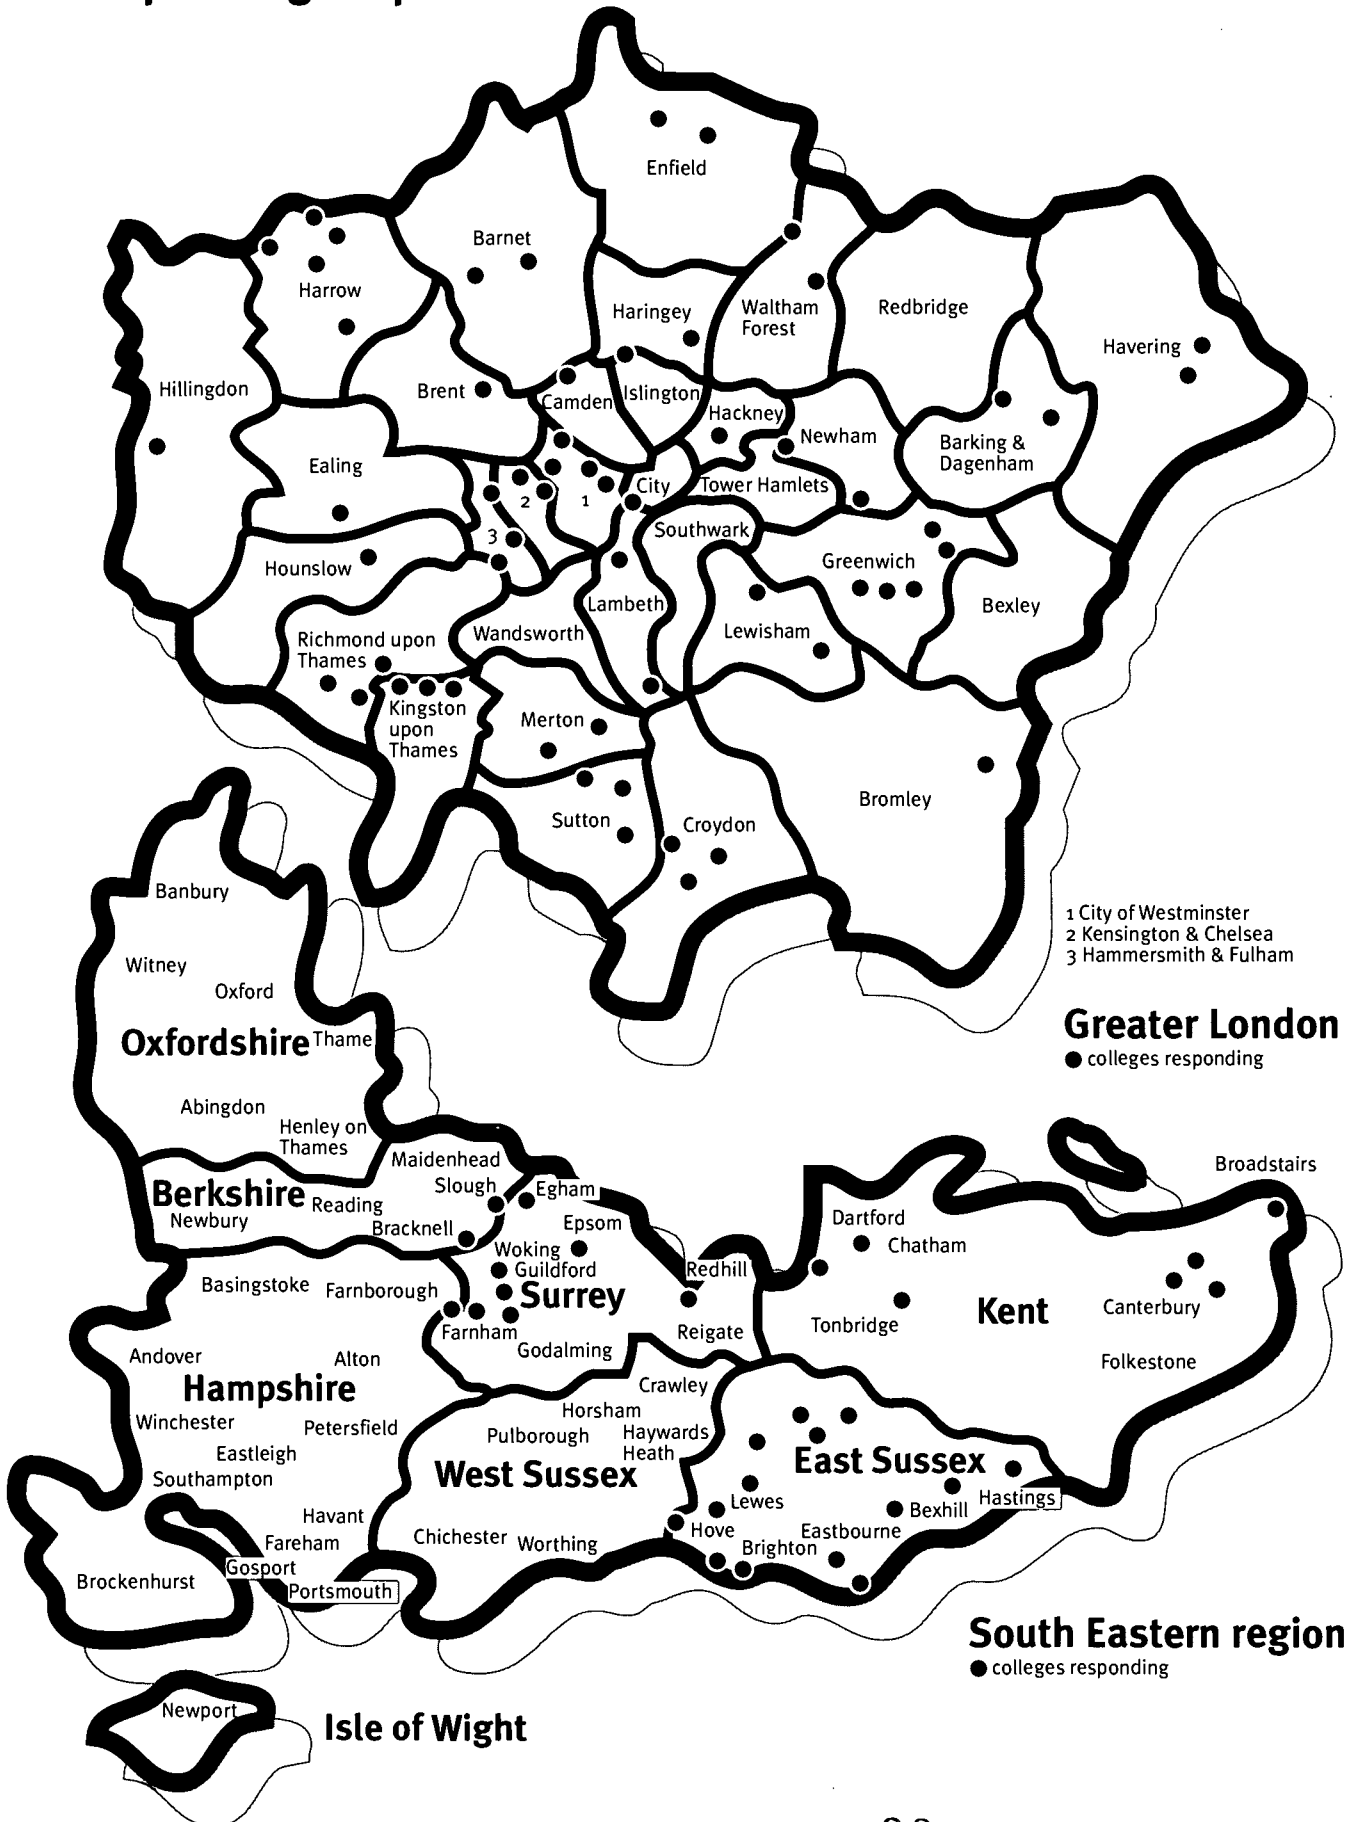 Enfield
Barnet
Harrow
Haringey
Waltham
Forest
Redbridge
Havering
Hillingdon
Brent
Camden
Islington
Hackney
Newham
Barking &
Dagenham
Ealing
City
Tower Hamlets
1
2
3
Southwark
Hounslow
Greenwich
Lambeth
Bexley
Richmond upon
Thames
Wandsworth
Lewisham
Kingston
upon
Thames
Merton
Bromley
Sutton
Croydon
1 City of Westminster
2 Kensington & Chelsea
3 Hammersmith & Fulham
Greater London
colleges responding
Banbury
Witney
Oxford
Oxfordshire
Thame
Abingdon
Henley on
Thames
Maidenhead
Slough
Berkshire
Reading
Newbury
Bracknell
Egham
Epsom
Woking
Guildford
Surrey
Redhill
Reigate
Farnham
Godalming
Dartford
Chatham
Tonbridge
Kent
Canterbury
Broadstairs
Folkestone
Basingstoke
Farnborough
Andover
Alton
Hampshire
Winchester
Petersfield
Eastleigh
Southampton
Havant
Fareham
Gosport
Portsmouth
Brockenhurst
Crawley
Horsham
Pulborough
Haywards
Heath
West Sussex
Chichester
Worthing
East Sussex
Lewes
Hove
Brighton
Eastbourne
Bexhill
Hastings
South Eastern region
colleges responding
Newport
Isle of Wight